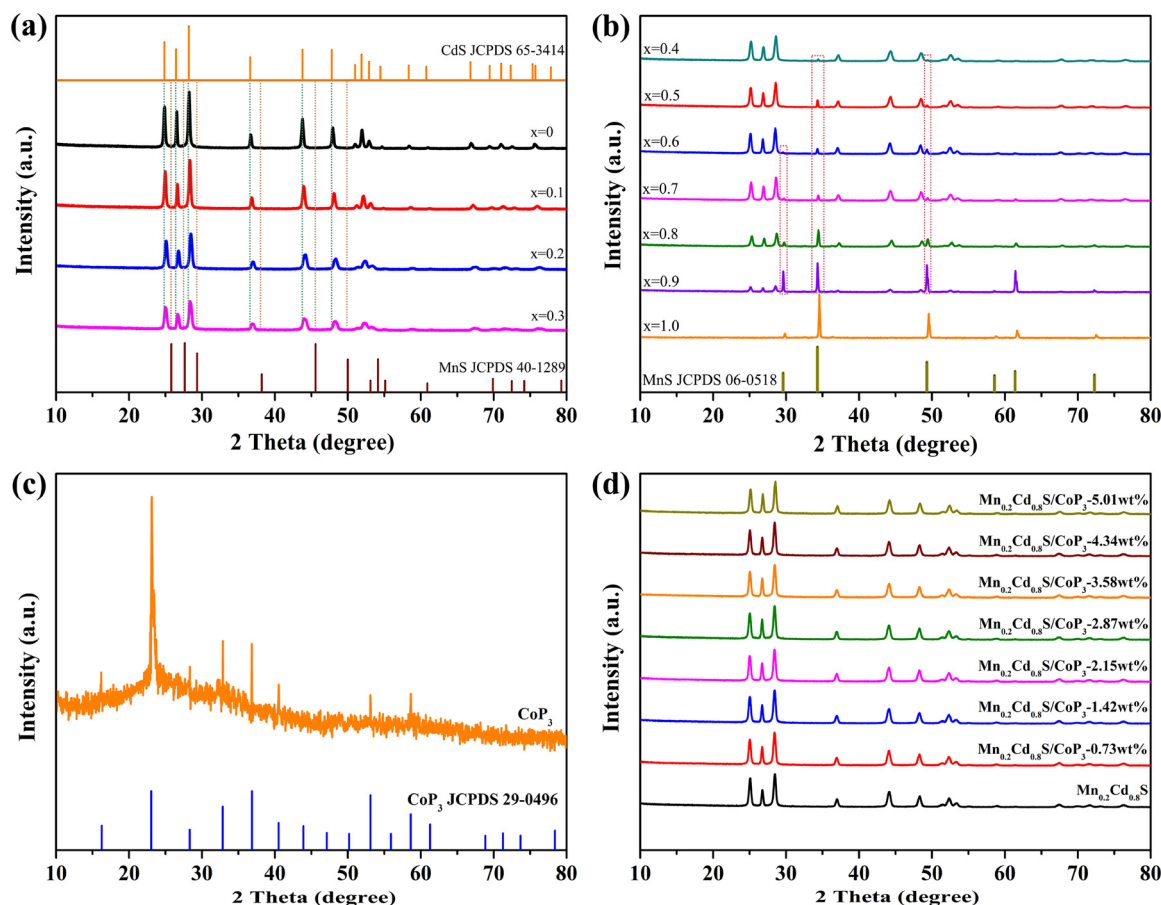 (a)
CdS JCPDS 65-3414
x=0
x=0.1
x=0.2
x=0.3
MnS JCPDS 40-1289
Intensity (a.u.)
10 20 30 40 50 60 70 80
2 Theta (degree)
(b)
x=0.4
x=0.5
x=0.6
x=0.7
x=0.8
x=0.9
x=1.0
MnS JCPDS 06-0518
Intensity (a.u.)
10 20 30 40 50 60 70 80
2 Theta (degree)
(c)
CoP3
CoP3 JCPDS 29-0496
Intensity (a.u.)
10 20 30 40 50 60 70 80
2 Theta (degree)
(d)
Mn0.2Cd0.8S/CoP3-5.01wt%
Mn0.2Cd0.8S/CoP3-4.34wt%
Mn0.2Cd0.8S/CoP3-3.58wt%
Mn0.2Cd0.8S/CoP3-2.87wt%
Mn0.2Cd0.8S/CoP3-2.15wt%
Mn0.2Cd0.8S/CoP3-1.42wt%
Mn0.2Cd0.8S/CoP3-0.73wt%
Mn0.2Cd0.8S
Intensity (a.u.)
10 20 30 40 50 60 70 80
2 Theta (degree)